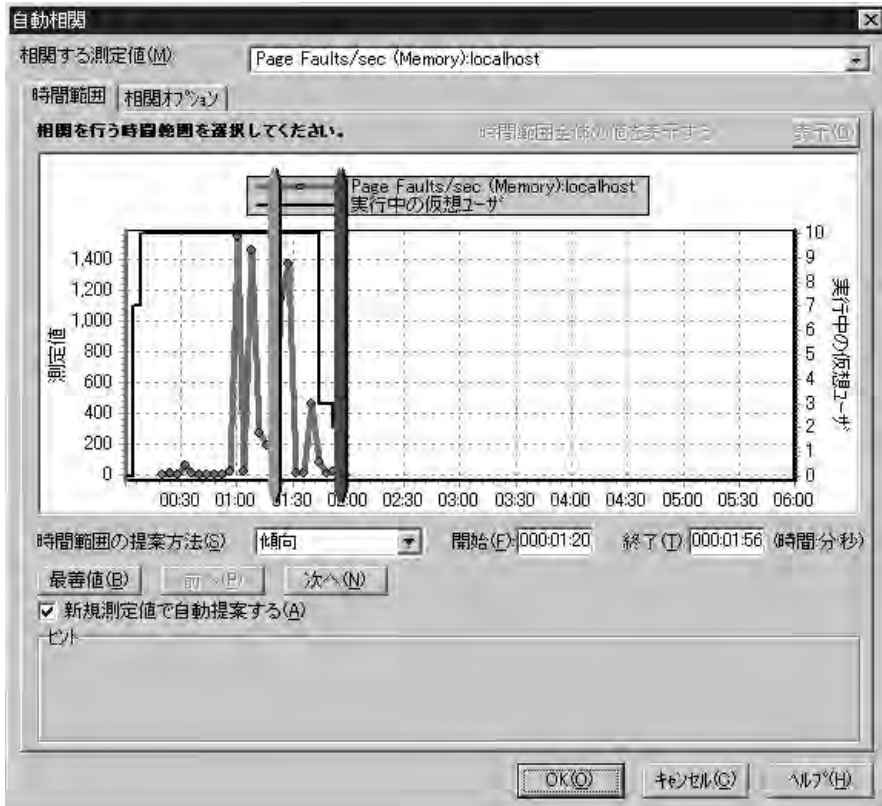 自動相関
相関する測定値(M) Page Faults/sec (Memory):localhost
時間範囲 相関オプション
相関を行う時間範囲を選択してください。 時間範囲全体の値を表示する 表示(D)
Page Faults/sec (Memory):localhost
実行中の仮想ユーザ
測定値
1,400
1,200
1,000
800
600
400
200
0
10
9
8
7
6
5
4
3
2
1
0
実行中の仮想ユーザ
00:30 01:00 01:30 02:00 02:30 03:00 03:30 04:00 04:30 05:00 05:30 06:00
時間範囲の提案方法(S) 傾向 開始(F): 000:01:20 終了(T): 000:01:56 (時間:分:秒)
最善値(B) 前へ(P) 次へ(N)
新規測定値で自動提案する(A)
ヒント
OK(O) キャンセル(C) ヘルプ(H)